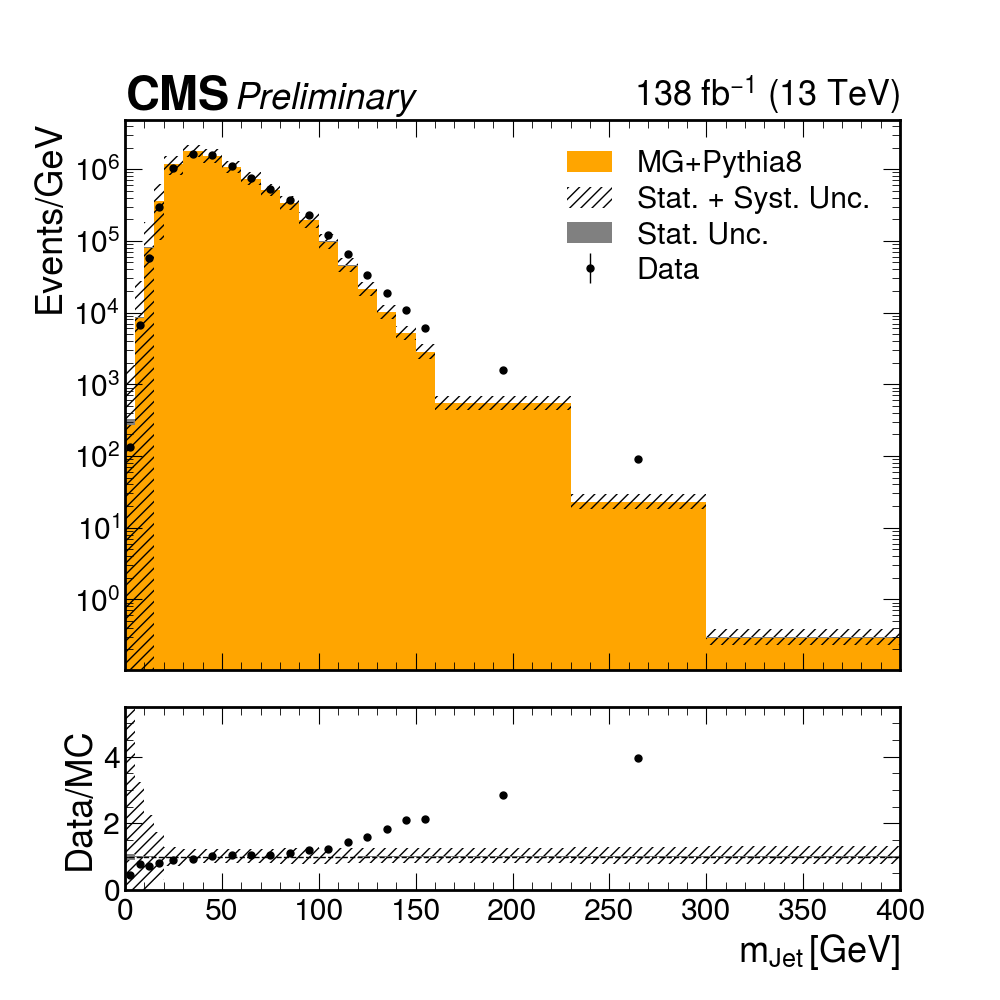 CMS Preliminary 138 fb⁻¹ (13 TeV)
Events/GeV
10⁶
10⁵
10⁴
10³
10²
10¹
10⁰
MG+Pythia8
Stat. + Syst. Unc.
Stat. Unc.
Data
Data/MC
4
2
0
0 50 100 150 200 250 300 350 400
m_Jet [GeV]